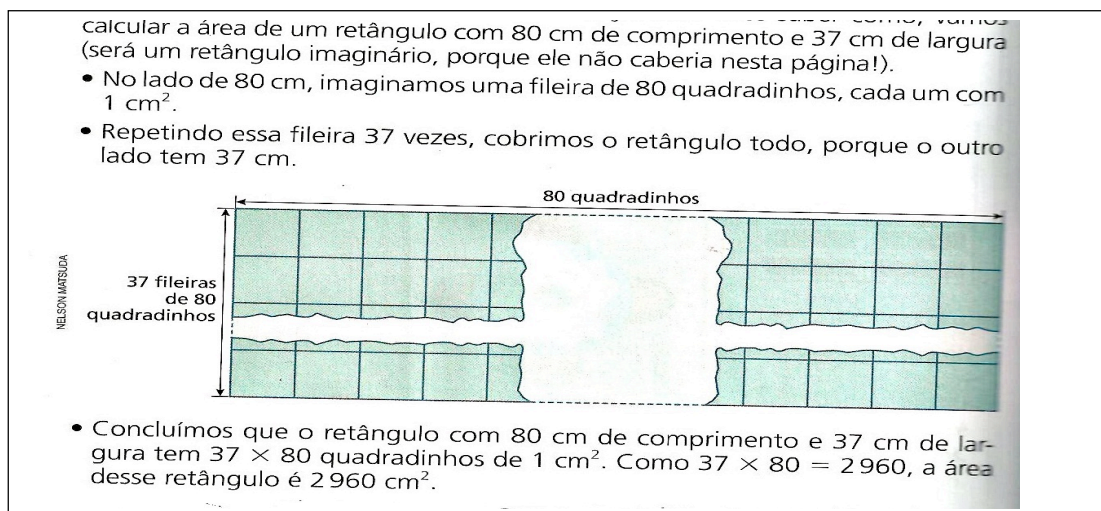 calcular a área de um retângulo com 80 cm de comprimento e 37 cm de largura
(será um retângulo imaginário, porque ele não caberia nesta página!).
• No lado de 80 cm, imaginamos uma fileira de 80 quadradinhos, cada um com
1 cm².
• Repetindo essa fileira 37 vezes, cobrimos o retângulo todo, porque o outro
lado tem 37 cm.
80 quadradinhos
37 fileiras
de 80
quadradinhos
NELSON MATSUDA
• Concluímos que o retângulo com 80 cm de comprimento e 37 cm de lar-
gura tem 37 × 80 quadradinhos de 1 cm². Como 37 × 80 = 2 960, a área
desse retângulo é 2 960 cm².